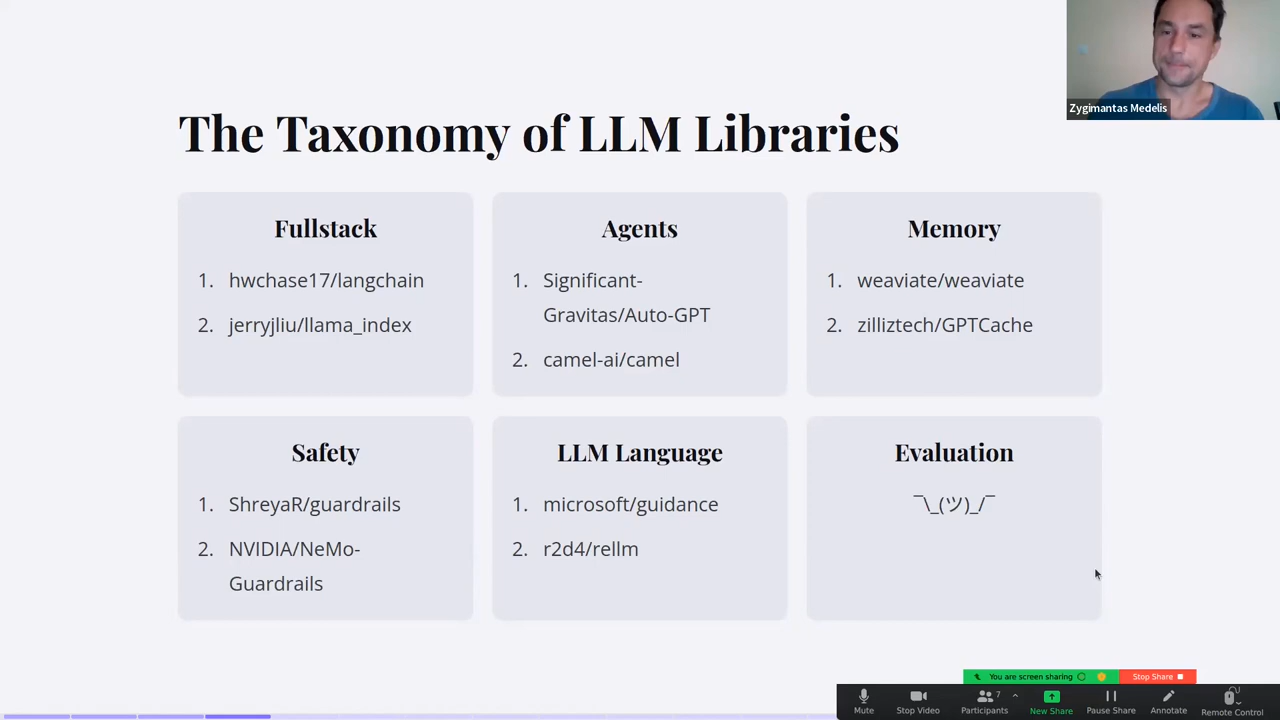 Zygimantas Medelis
The Taxonomy of LLM Libraries
Fullstack
1. hwchase17/langchain
2. jerryjliu/llama_index
Agents
1. Significant-
Gravitas/Auto-GPT
2. camel-ai/camel
Memory
1. weaviate/weaviate
2. zilliztech/GPTCache
Safety
1. ShreyaR/guardrails
2. NVIDIA/NeMo-
Guardrails
LLM Language
1. microsoft/guidance
2. r2d4/rellm
Evaluation
¯\_(ツ)_/¯
You are screen sharing
Stop Share
Mute
Stop Video
Participants
7
New Share
Pause Share
Annotate
Remote Control